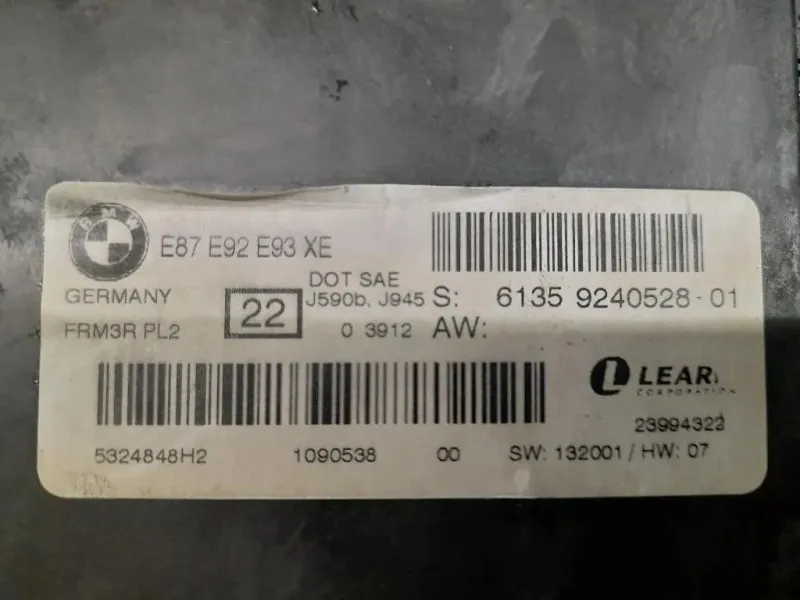 BMW
E87 E92 E93 XE
GERMANY
FRM3R PL2
22
DOT SAE
J590b, J945
0 3912
S: 6135 9240528-01
AW:
LEAR
CORPORATION
23994322
5324848H2 1090538 00 SW: 132001 / HW: 07